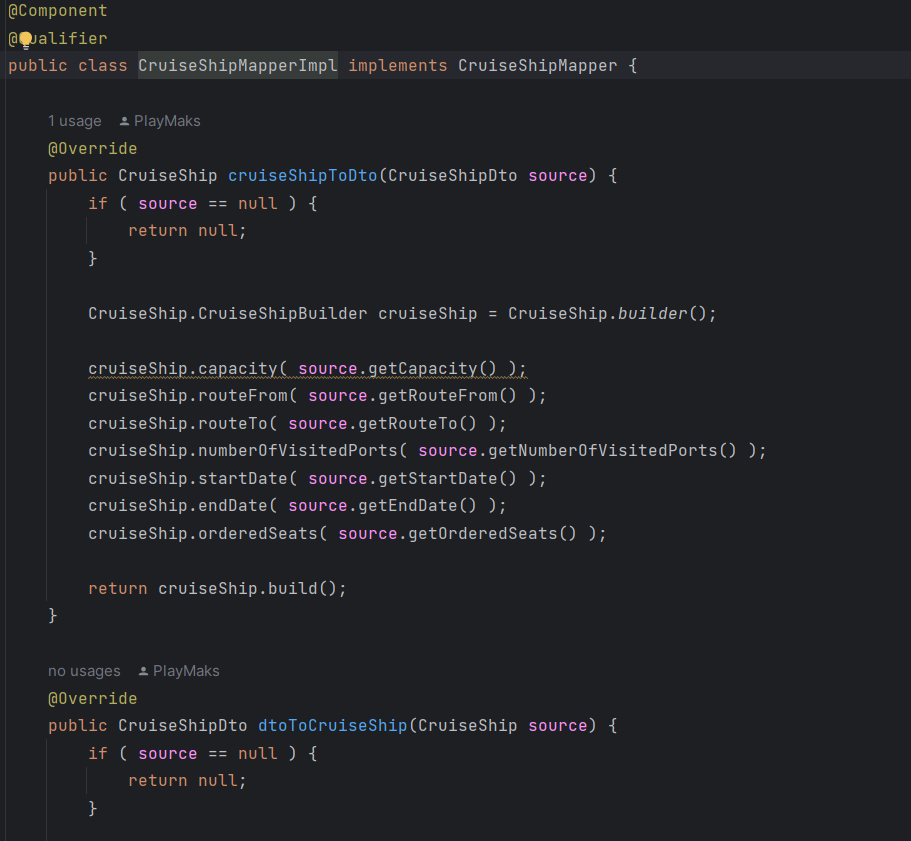 @Component
@Qualifier
public class CruiseShipMapperImpl implements CruiseShipMapper {
1 usage PlayMaks
@Override
public CruiseShip cruiseShipToDto(CruiseShipDto source) {
if ( source == null ) {
return null;
}
CruiseShip.CruiseShipBuilder cruiseShip = CruiseShip.builder();
cruiseShip.capacity( source.getCapacity() );
cruiseShip.routeFrom( source.getRouteFrom() );
cruiseShip.routeTo( source.getRouteTo() );
cruiseShip.numberOfVisitedPorts( source.getNumberOfVisitedPorts() );
cruiseShip.startDate( source.getStartDate() );
cruiseShip.endDate( source.getEndDate() );
cruiseShip.orderedSeats( source.getOrderedSeats() );
return cruiseShip.build();
}
no usages PlayMaks
@Override
public CruiseShipDto dtoToCruiseShip(CruiseShip source) {
if ( source == null ) {
return null;
}